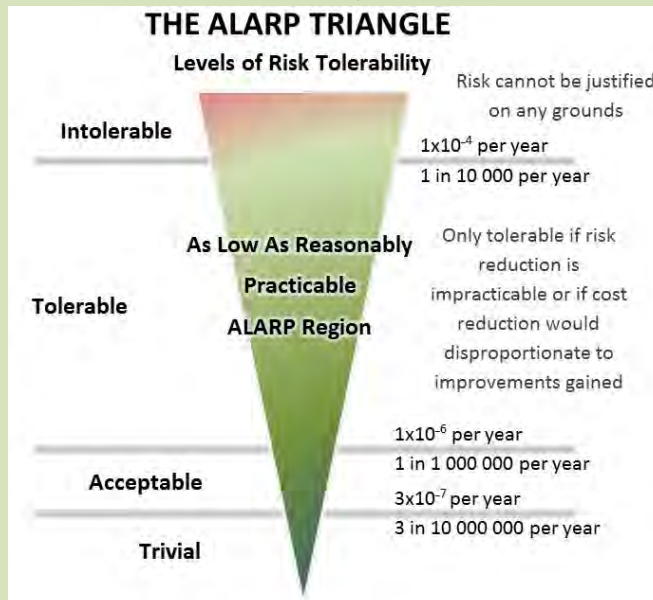 THE ALARP TRIANGLE
Levels of Risk Tolerability
Risk cannot be justified
on any grounds
Intolerable
1x10⁻⁴ per year
1 in 10 000 per year
As Low As Reasonably
Practicable
ALARP Region
Only tolerable if risk
reduction is
impracticable or if cost
reduction would
disproportionate to
improvements gained
Tolerable
1x10⁻⁶ per year
1 in 1 000 000 per year
Acceptable
3x10⁻⁷ per year
3 in 10 000 000 per year
Trivial